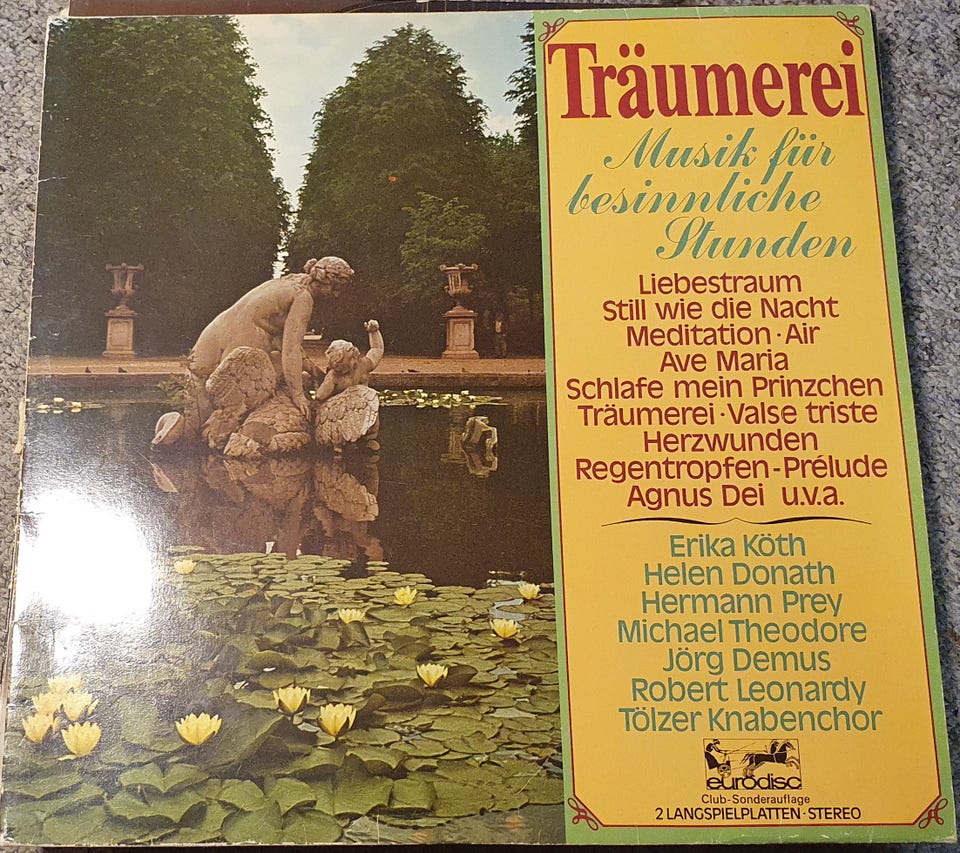 Träumerei
Musik für
besinnliche
Stunden
Liebestraum
Still wie die Nacht
Meditation · Air
Ave Maria
Schlafe mein Prinzchen
Träumerei · Valse triste
Herzwunden
Regentropfen-Prélude
Agnus Dei u.v.a.
Erika Köth
Helen Donath
Hermann Prey
Michael Theodore
Jörg Demus
Robert Leonardy
Tölzer Knabenchor
eurodisc
Club-Sonderauflage
2 LANGSPIELPLATTEN · STEREO